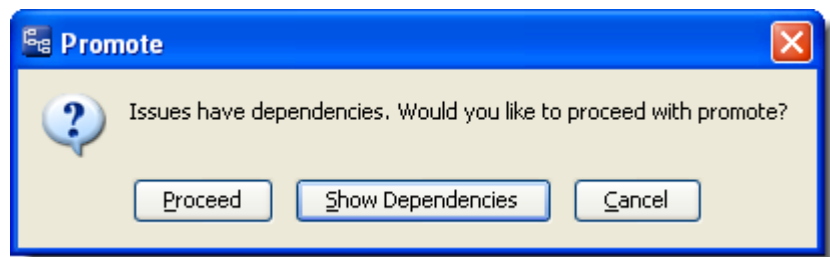 Promote
Issues have dependencies. Would you like to proceed with promote?
Proceed Show Dependencies Cancel